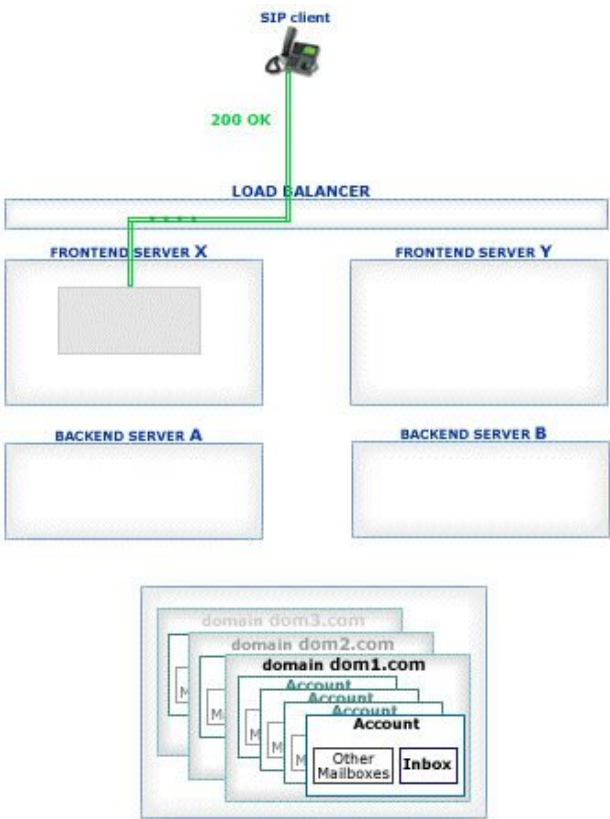 SIP client
200 OK
LOAD BALANCER
FRONTEND SERVER X
FRONTEND SERVER Y
BACKEND SERVER A
BACKEND SERVER B
domain dom3.com
domain dom2.com
domain dom1.com
Account
Account
Account
Account
M
M
M
M
M
Other
Mailboxes
Inbox